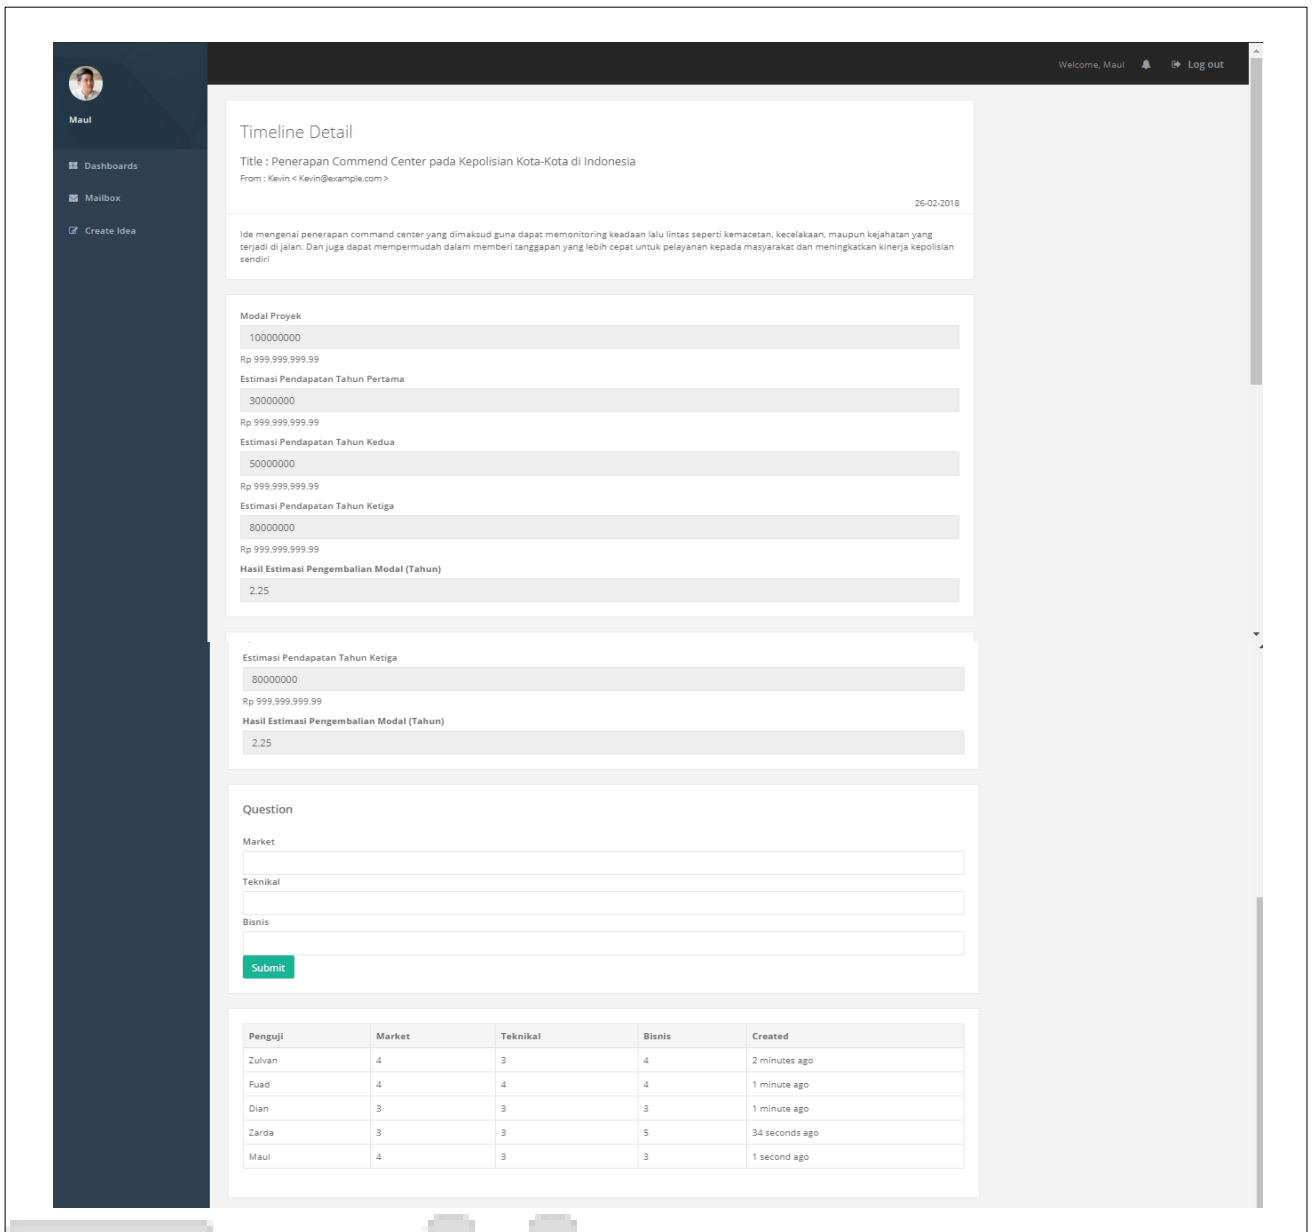 Welcome, Maul Log out
Maul
Dashboards
Mailbox
Create Idea
Timeline Detail
Title : Penerapan Commend Center pada Kepolisian Kota-Kota di Indonesia
From : Kevin < Kevin@example.com >
26-02-2018
Ide mengenai penerapan command center yang dimaksud guna dapat memonitoring keadaan lalu lintas seperti kemacetan, kecelakaan, maupun kejahatan yang
terjadi di jalan. Dan juga dapat mempermudah dalam memberi tanggapan yang lebih cepat untuk pelayanan kepada masyarakat dan meningkatkan kinerja kepolisian
sendiri
Modal Proyek
100000000
Rp 999,999,999.99
Estimasi Pendapatan Tahun Pertama
30000000
Rp 999,999,999.99
Estimasi Pendapatan Tahun Kedua
50000000
Rp 999,999,999.99
Estimasi Pendapatan Tahun Ketiga
80000000
Rp 999,999,999.99
Hasil Estimasi Pengembalian Modal (Tahun)
2.25
Estimasi Pendapatan Tahun Ketiga
80000000
Rp 999,999,999.99
Hasil Estimasi Pengembalian Modal (Tahun)
2.25
Question
Market
Teknikal
Bisnis
Submit
Penguji Market Teknikal Bisnis Created
Zulvan 4 3 4 2 minutes ago
Fuad 4 4 4 1 minute ago
Dian 3 3 3 1 minute ago
Zarda 3 3 5 34 seconds ago
Maul 4 3 3 1 second ago